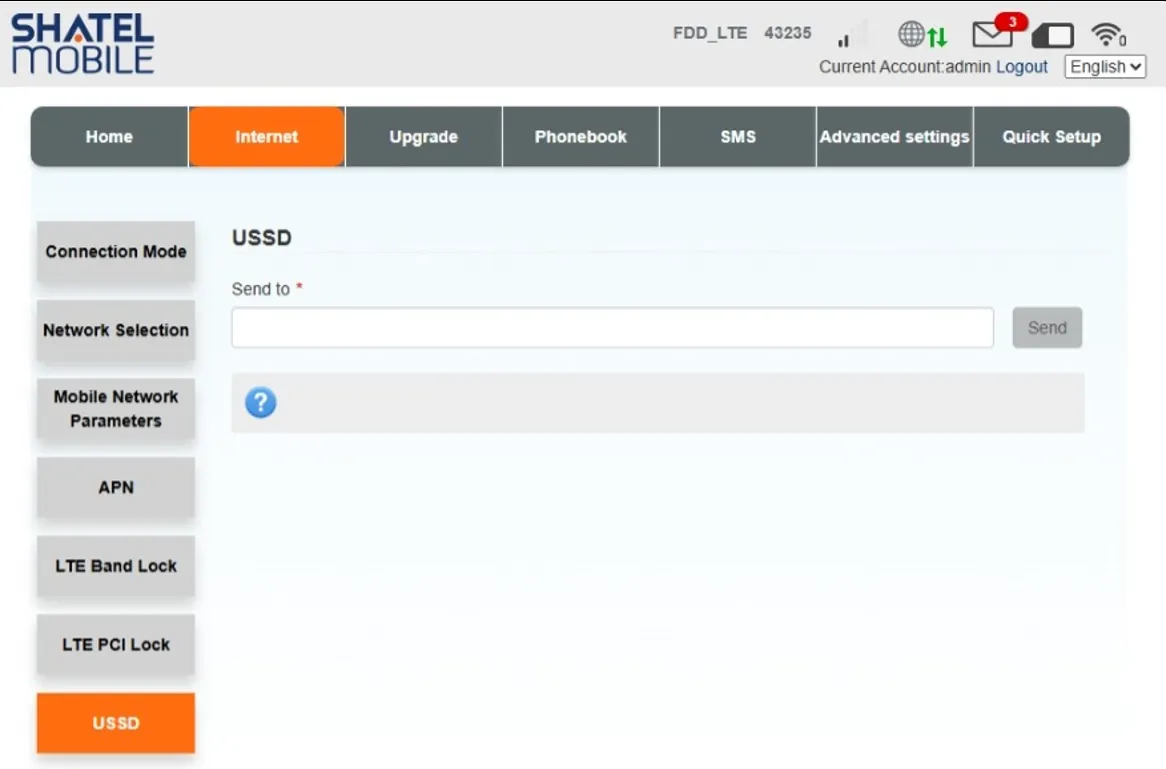 SHATEL
MOBILE
FDD_LTE 43235
3
0
Current Account:admin Logout English
Home Internet Upgrade Phonebook SMS Advanced settings Quick Setup
Connection Mode
Network Selection
Mobile Network
Parameters
APN
LTE Band Lock
LTE PCI Lock
USSD
USSD
Send to *
Send
?